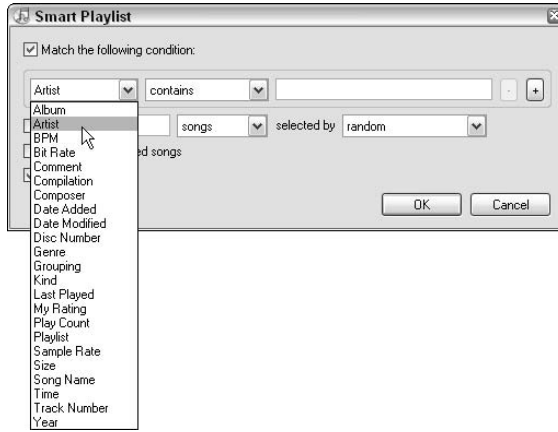 Smart Playlist
Match the following condition:
Artist contains - +
songs selected by random
ed songs
OK Cancel
Album
Artist
BPM
Bit Rate
Comment
Compilation
Composer
Date Added
Date Modified
Disc Number
Genre
Grouping
Kind
Last Played
My Rating
Play Count
Playlist
Sample Rate
Size
Song Name
Time
Track Number
Year